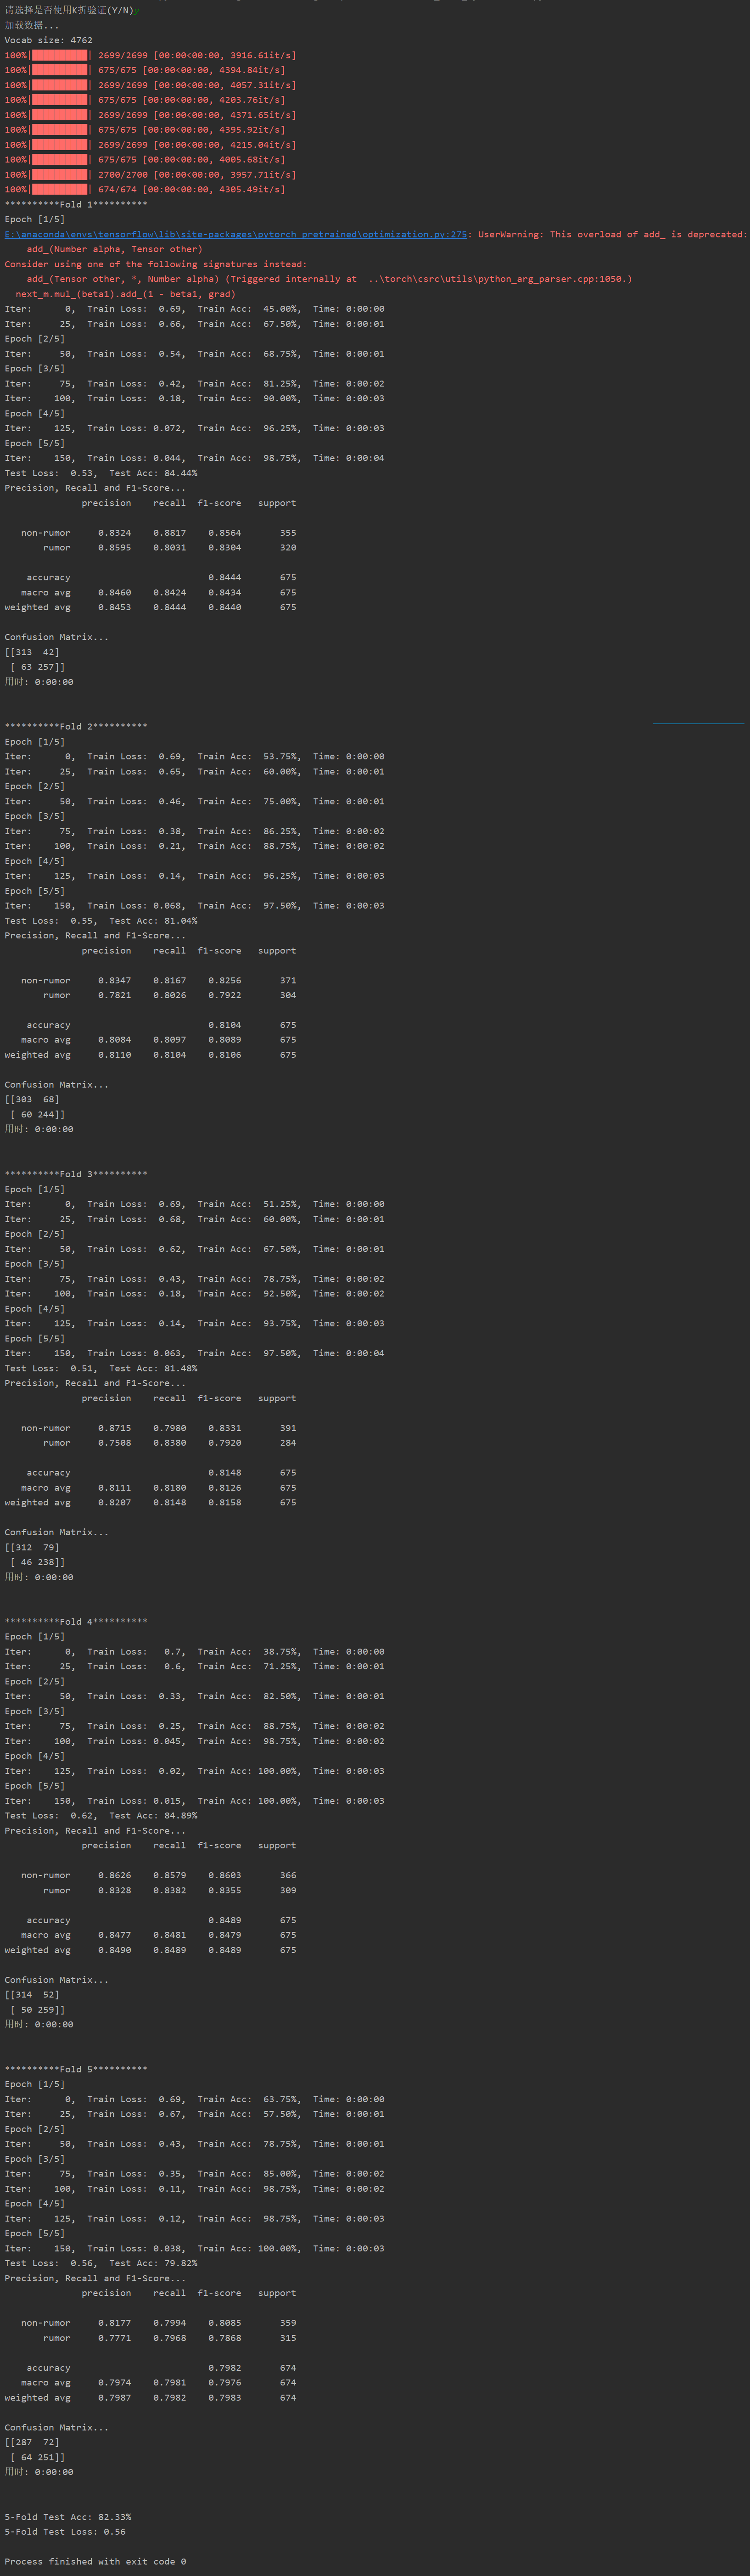 请选择是否使用K折验证(Y/N)y
加载数据...
Vocab size: 4762
100%|██████████| 2699/2699 [00:00<00:00, 3916.61it/s]
100%|██████████| 675/675 [00:00<00:00, 4394.84it/s]
100%|██████████| 2699/2699 [00:00<00:00, 4057.31it/s]
100%|██████████| 675/675 [00:00<00:00, 4203.76it/s]
100%|██████████| 2699/2699 [00:00<00:00, 4371.65it/s]
100%|██████████| 675/675 [00:00<00:00, 4395.92it/s]
100%|██████████| 2699/2699 [00:00<00:00, 4215.04it/s]
100%|██████████| 675/675 [00:00<00:00, 4005.68it/s]
100%|██████████| 2700/2700 [00:00<00:00, 3957.71it/s]
100%|██████████| 674/674 [00:00<00:00, 4305.49it/s]
**********Fold 1**********
Epoch [1/5]
E:\anaconda\envs\tensorflow\lib\site-packages\pytorch_pretrained\optimization.py:275: UserWarning: This overload of add_ is deprecated:
    add_(Number alpha, Tensor other)
Consider using one of the following signatures instead:
    add_(Tensor other, *, Number alpha) (Triggered internally at  ..\torch\csrc\utils\python_arg_parser.cpp:1050.)
  next_m.mul_(beta1).add_(1 - beta1, grad)
Iter:      0,  Train Loss:  0.69,  Train Acc:  45.00%,  Time: 0:00:00
Iter:     25,  Train Loss:  0.66,  Train Acc:  67.50%,  Time: 0:00:01
Epoch [2/5]
Iter:     50,  Train Loss:  0.54,  Train Acc:  68.75%,  Time: 0:00:01
Epoch [3/5]
Iter:     75,  Train Loss:  0.42,  Train Acc:  81.25%,  Time: 0:00:02
Iter:    100,  Train Loss:  0.18,  Train Acc:  90.00%,  Time: 0:00:03
Epoch [4/5]
Iter:    125,  Train Loss: 0.072,  Train Acc:  96.25%,  Time: 0:00:03
Epoch [5/5]
Iter:    150,  Train Loss: 0.044,  Train Acc:  98.75%,  Time: 0:00:04
Test Loss:  0.53,  Test Acc: 84.44%
Precision, Recall and F1-Score...
              precision    recall  f1-score   support
   non-rumor     0.8324    0.8817    0.8564       355
       rumor     0.8595    0.8031    0.8304       320
    accuracy                         0.8444       675
   macro avg     0.8460    0.8424    0.8434       675
weighted avg     0.8453    0.8444    0.8440       675
Confusion Matrix...
[[313  42]
 [ 63 257]]
用时: 0:00:00
**********Fold 2**********
Epoch [1/5]
Iter:      0,  Train Loss:  0.69,  Train Acc:  53.75%,  Time: 0:00:00
Iter:     25,  Train Loss:  0.65,  Train Acc:  60.00%,  Time: 0:00:01
Epoch [2/5]
Iter:     50,  Train Loss:  0.46,  Train Acc:  75.00%,  Time: 0:00:01
Epoch [3/5]
Iter:     75,  Train Loss:  0.38,  Train Acc:  86.25%,  Time: 0:00:02
Iter:    100,  Train Loss:  0.21,  Train Acc:  88.75%,  Time: 0:00:02
Epoch [4/5]
Iter:    125,  Train Loss:  0.14,  Train Acc:  96.25%,  Time: 0:00:03
Epoch [5/5]
Iter:    150,  Train Loss: 0.068,  Train Acc:  97.50%,  Time: 0:00:03
Test Loss:  0.55,  Test Acc: 81.04%
Precision, Recall and F1-Score...
              precision    recall  f1-score   support
   non-rumor     0.8347    0.8167    0.8256       371
       rumor     0.7821    0.8026    0.7922       304
    accuracy                         0.8104       675
   macro avg     0.8084    0.8097    0.8089       675
weighted avg     0.8110    0.8104    0.8106       675
Confusion Matrix...
[[303  68]
 [ 60 244]]
用时: 0:00:00
**********Fold 3**********
Epoch [1/5]
Iter:      0,  Train Loss:  0.69,  Train Acc:  51.25%,  Time: 0:00:00
Iter:     25,  Train Loss:  0.68,  Train Acc:  60.00%,  Time: 0:00:01
Epoch [2/5]
Iter:     50,  Train Loss:  0.62,  Train Acc:  67.50%,  Time: 0:00:01
Epoch [3/5]
Iter:     75,  Train Loss:  0.43,  Train Acc:  78.75%,  Time: 0:00:02
Iter:    100,  Train Loss:  0.18,  Train Acc:  92.50%,  Time: 0:00:02
Epoch [4/5]
Iter:    125,  Train Loss:  0.14,  Train Acc:  93.75%,  Time: 0:00:03
Epoch [5/5]
Iter:    150,  Train Loss: 0.063,  Train Acc:  97.50%,  Time: 0:00:04
Test Loss:  0.51,  Test Acc: 81.48%
Precision, Recall and F1-Score...
              precision    recall  f1-score   support
   non-rumor     0.8715    0.7980    0.8331       391
       rumor     0.7508    0.8380    0.7920       284
    accuracy                         0.8148       675
   macro avg     0.8111    0.8180    0.8126       675
weighted avg     0.8207    0.8148    0.8158       675
Confusion Matrix...
[[312  79]
 [ 46 238]]
用时: 0:00:00
**********Fold 4**********
Epoch [1/5]
Iter:      0,  Train Loss:   0.7,  Train Acc:  38.75%,  Time: 0:00:00
Iter:     25,  Train Loss:   0.6,  Train Acc:  71.25%,  Time: 0:00:01
Epoch [2/5]
Iter:     50,  Train Loss:  0.33,  Train Acc:  82.50%,  Time: 0:00:01
Epoch [3/5]
Iter:     75,  Train Loss:  0.25,  Train Acc:  88.75%,  Time: 0:00:02
Iter:    100,  Train Loss: 0.045,  Train Acc:  98.75%,  Time: 0:00:02
Epoch [4/5]
Iter:    125,  Train Loss:  0.02,  Train Acc: 100.00%,  Time: 0:00:03
Epoch [5/5]
Iter:    150,  Train Loss: 0.015,  Train Acc: 100.00%,  Time: 0:00:03
Test Loss:  0.62,  Test Acc: 84.89%
Precision, Recall and F1-Score...
              precision    recall  f1-score   support
   non-rumor     0.8626    0.8579    0.8603       366
       rumor     0.8328    0.8382    0.8355       309
    accuracy                         0.8489       675
   macro avg     0.8477    0.8481    0.8479       675
weighted avg     0.8490    0.8489    0.8489       675
Confusion Matrix...
[[314  52]
 [ 50 259]]
用时: 0:00:00
**********Fold 5**********
Epoch [1/5]
Iter:      0,  Train Loss:  0.69,  Train Acc:  63.75%,  Time: 0:00:00
Iter:     25,  Train Loss:  0.67,  Train Acc:  57.50%,  Time: 0:00:01
Epoch [2/5]
Iter:     50,  Train Loss:  0.43,  Train Acc:  78.75%,  Time: 0:00:01
Epoch [3/5]
Iter:     75,  Train Loss:  0.35,  Train Acc:  85.00%,  Time: 0:00:02
Iter:    100,  Train Loss:  0.11,  Train Acc:  98.75%,  Time: 0:00:02
Epoch [4/5]
Iter:    125,  Train Loss:  0.12,  Train Acc:  98.75%,  Time: 0:00:03
Epoch [5/5]
Iter:    150,  Train Loss: 0.038,  Train Acc: 100.00%,  Time: 0:00:03
Test Loss:  0.56,  Test Acc: 79.82%
Precision, Recall and F1-Score...
              precision    recall  f1-score   support
   non-rumor     0.8177    0.7994    0.8085       359
       rumor     0.7771    0.7968    0.7868       315
    accuracy                         0.7982       674
   macro avg     0.7974    0.7981    0.7976       674
weighted avg     0.7987    0.7982    0.7983       674
Confusion Matrix...
[[287  72]
 [ 64 251]]
用时: 0:00:00
5-Fold Test Acc: 82.33%
5-Fold Test Loss: 0.56
Process finished with exit code 0